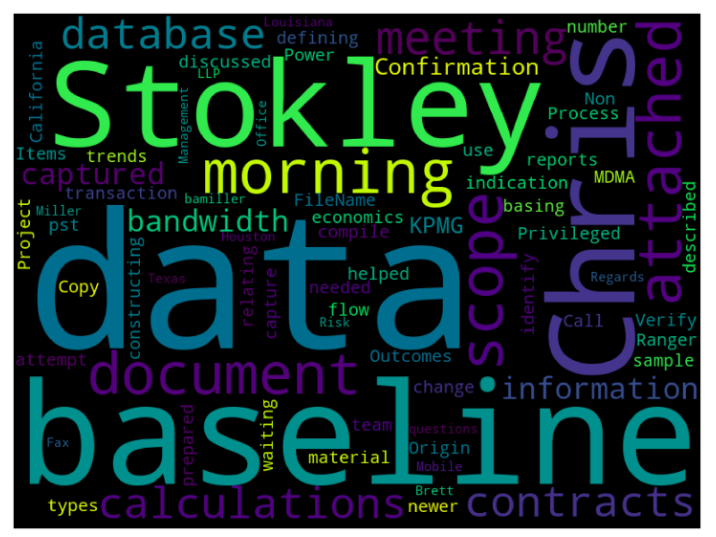 Louisiana
database
defining
meeting
number
discussed
Power
Confirmation
LLP
California
Stokley
Management
Office
Chris
attached
Non
Process
Items
trends
morning
use
reports
captured
indication
MDMA
transaction
bamiller
FileName
scope
basing
Project
Miller
pst
bandwidth
economics
KPMG
Privileged
described
compile
Houston
relating
constructing
data
Copy
Texas
capture
needed
helped
identify
Regards
flow
Risk
Call
Verify
Ranger
attempt
document
Outcomes
sample
change
information
baseline
Fax
prepared
waiting
team
questions
Origin
material
Mobile
types
calculations
Brett
newer
contracts